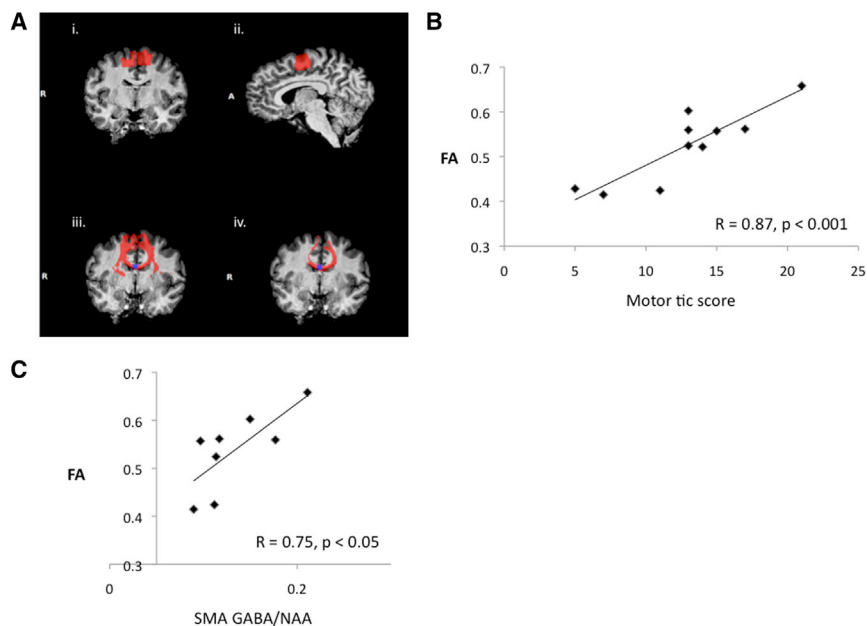 A
i.
ii.
R
A
iii.
iv.
R
R
B
0.7
0.6
0.5
0.4
0.3
FA
R = 0.87, p < 0.001
0 5 10 15 20 25
Motor tic score
C
0.7
0.6
0.5
0.4
0.3
FA
R = 0.75, p < 0.05
0 0.2
SMA GABA/NAA